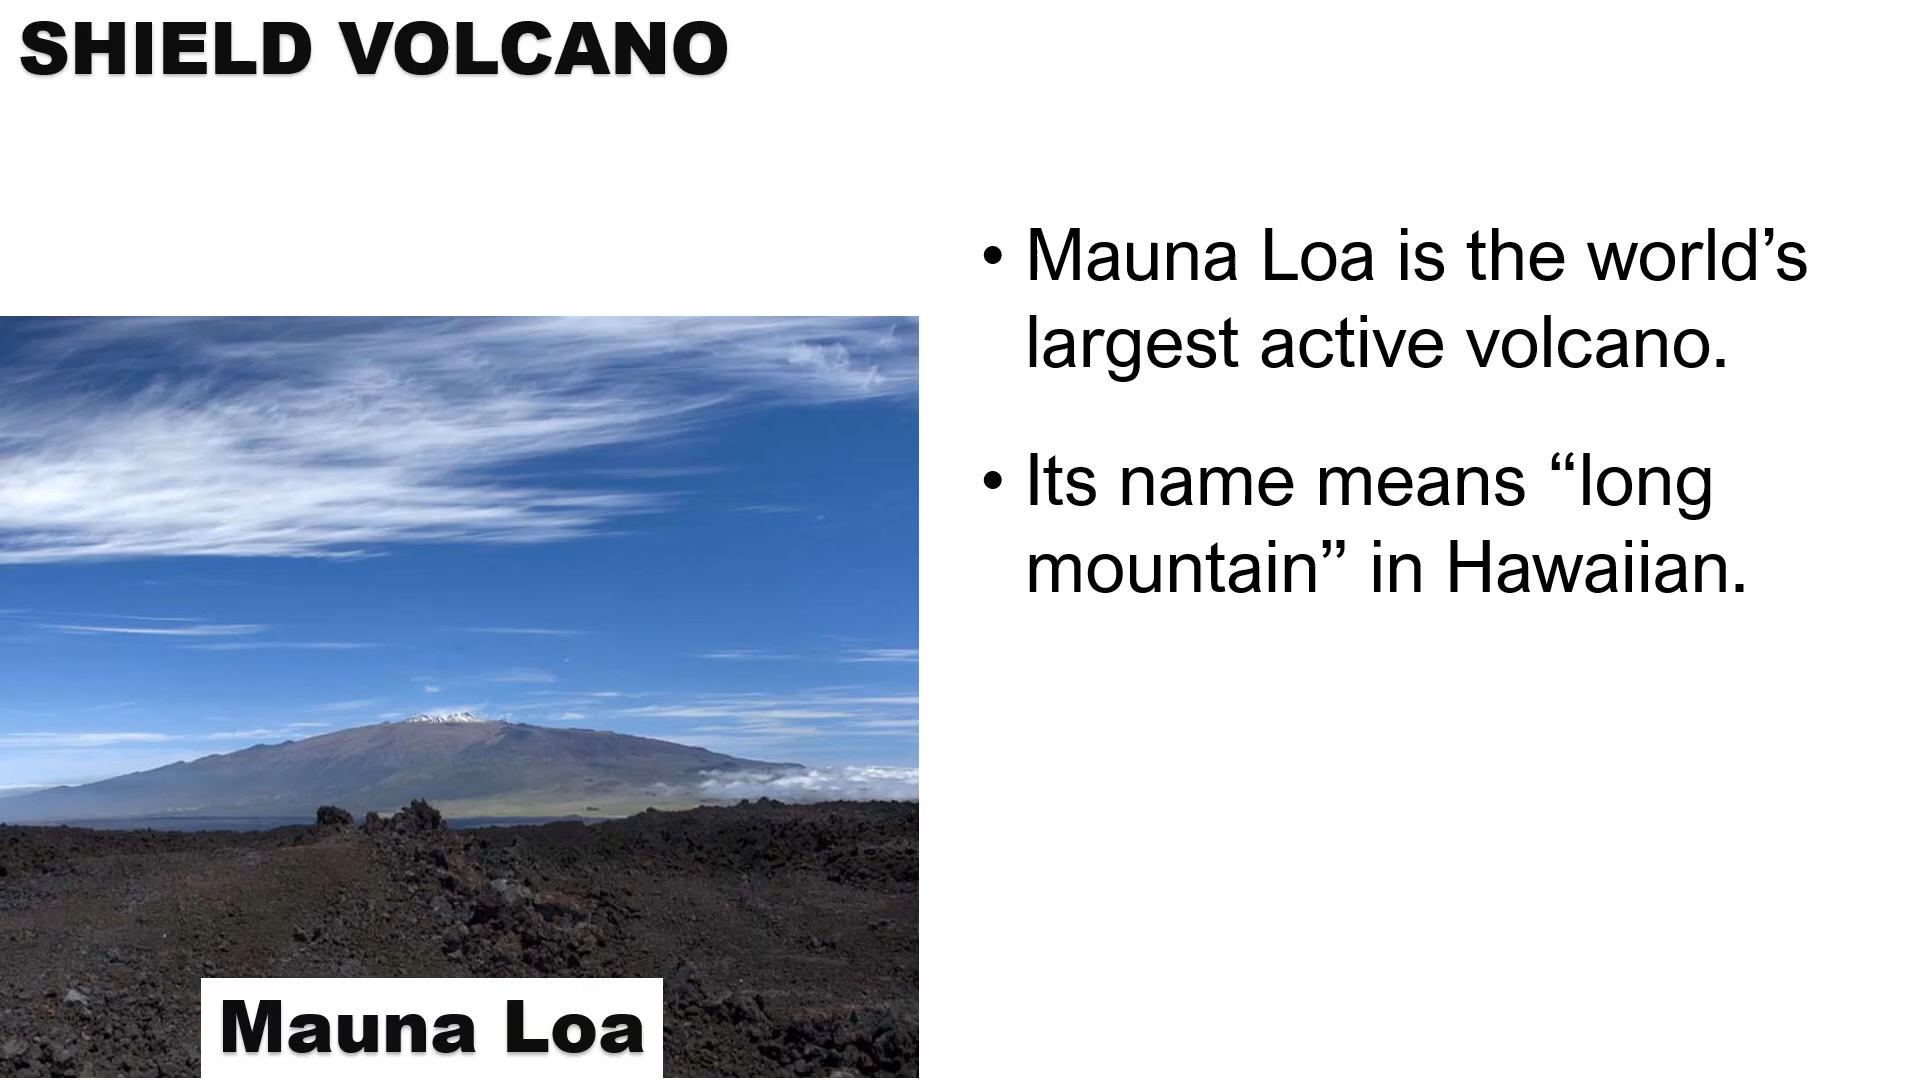 SHIELD VOLCANO
• Mauna Loa is the world’s
largest active volcano.
• Its name means “long
mountain” in Hawaiian.
Mauna Loa